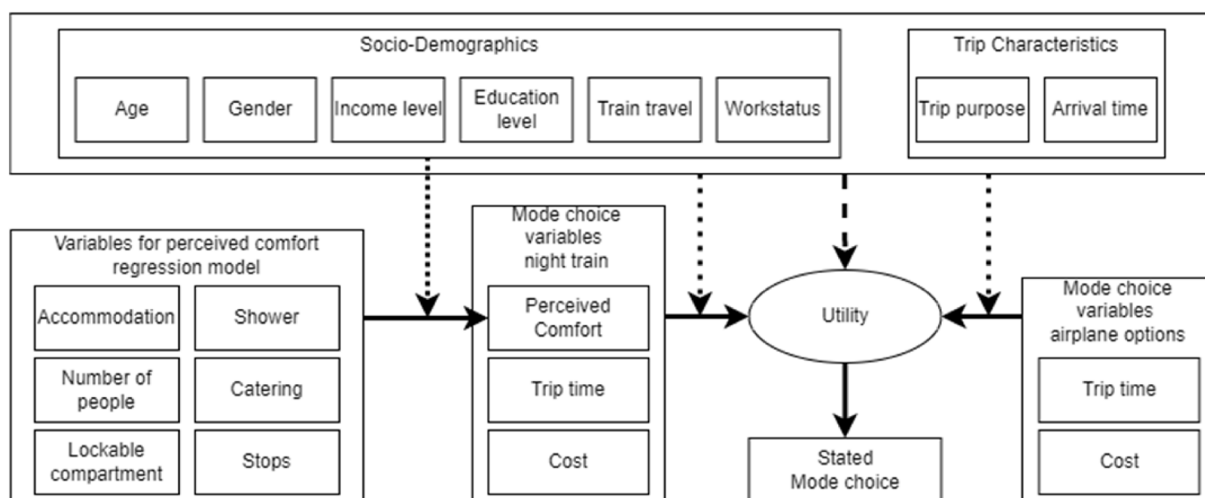 Socio-Demographics
Trip Characteristics
Age
Gender
Income level
Education
level
Train travel
Workstatus
Trip purpose
Arrival time
Variables for perceived comfort
regression model
Accommodation
Shower
Number of
people
Catering
Lockable
compartment
Stops
Mode choice
variables
night train
Perceived
Comfort
Trip time
Cost
Utility
Stated
Mode choice
Mode choice
variables
airplane options
Trip time
Cost